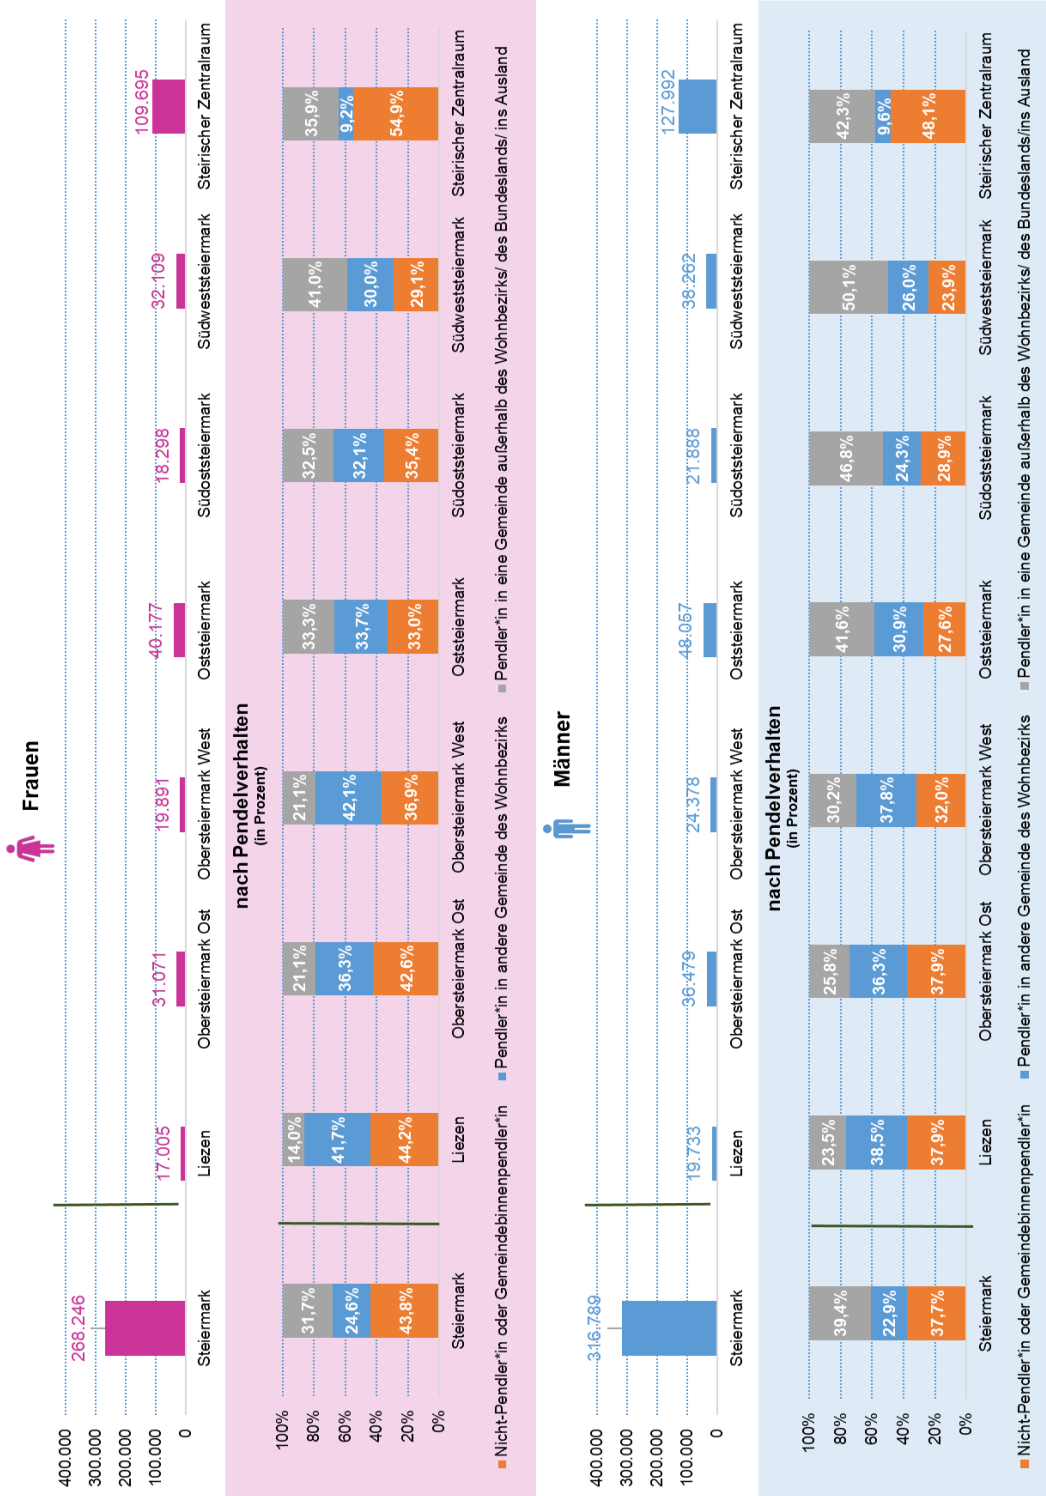 Frauen
400.000
300.000
200.000
100.000
0
268.246
17.005
31.071
19.891
40.177
18.298
32.109
109.695
Steiermark
Liezen
Obersteiermark Ost
Obersteiermark West
Oststeiermark
Südoststeiermark
Südweststeiermark
Steirischer Zentralraum
nach Pendelverhalten
(in Prozent)
100%
80%
60%
40%
20%
0%
31,7%
14,0%
21,1%
21,1%
33,3%
32,5%
41,0%
35,9%
24,6%
41,7%
36,3%
42,1%
33,7%
32,1%
30,0%
9,2%
43,8%
44,2%
42,6%
36,9%
33,0%
35,4%
29,1%
54,9%
Steiermark
Liezen
Obersteiermark Ost
Obersteiermark West
Oststeiermark
Südoststeiermark
Südweststeiermark
Steirischer Zentralraum
Nicht-Pendler*in oder Gemeindebinnenpendler*in
Pendler*in in andere Gemeinde des Wohnbezirks
Pendler*in in eine Gemeinde außerhalb des Wohnbezirks/ des Bundeslands/ ins Ausland
Männer
400.000
300.000
200.000
100.000
0
316.789
19.733
36.479
24.378
48.057
21.888
38.262
127.992
Steiermark
Liezen
Obersteiermark Ost
Obersteiermark West
Oststeiermark
Südoststeiermark
Südweststeiermark
Steirischer Zentralraum
nach Pendelverhalten
(in Prozent)
100%
80%
60%
40%
20%
0%
39,4%
23,5%
25,8%
30,2%
41,6%
46,8%
50,1%
42,3%
22,9%
38,5%
36,3%
37,8%
30,9%
24,3%
26,0%
9,6%
37,7%
37,9%
37,9%
32,0%
27,6%
28,9%
23,9%
48,1%
Steiermark
Liezen
Obersteiermark Ost
Obersteiermark West
Oststeiermark
Südoststeiermark
Südweststeiermark
Steirischer Zentralraum
Nicht-Pendler*in oder Gemeindebinnenpendler*in
Pendler*in in andere Gemeinde des Wohnbezirks
Pendler*in in eine Gemeinde außerhalb des Wohnbezirks/ des Bundeslands/ins Ausland